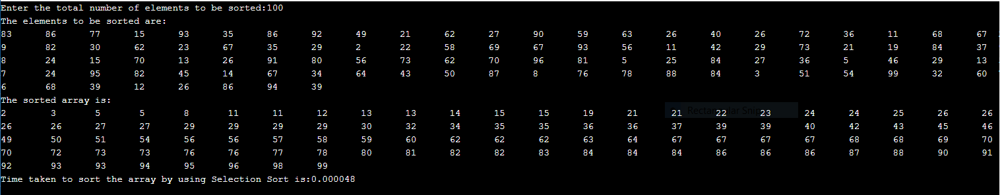 Enter the total number of elements to be sorted:100
The elements to be sorted are:
83 86 77 15 93 35 86 92 49 21 62 27 90 59 63 26 40 26 72 36 11 68 67
9 82 30 62 23 67 35 29 2 22 58 69 67 93 56 11 42 29 73 21 19 84 37
8 24 15 70 13 26 91 80 56 73 62 70 96 81 5 25 84 27 36 5 46 29 13
7 24 95 82 45 14 67 34 64 43 50 87 8 76 78 88 84 3 51 54 99 32 60
6 68 39 12 26 86 94 39
The sorted array is:
2 3 5 5 8 11 11 12 13 13 14 15 15 19 21 21 22 23 24 24 25 26 26
26 26 27 27 29 29 29 29 30 32 34 35 35 36 36 37 39 39 40 42 43 45 46
49 50 51 54 56 56 57 58 59 60 62 62 62 63 64 67 67 67 67 68 68 69 70
70 72 73 73 76 76 77 78 80 81 82 82 83 84 84 84 86 86 86 87 88 90 91
92 93 93 94 95 96 98 99
Time taken to sort the array by using Selection Sort is:0.000048